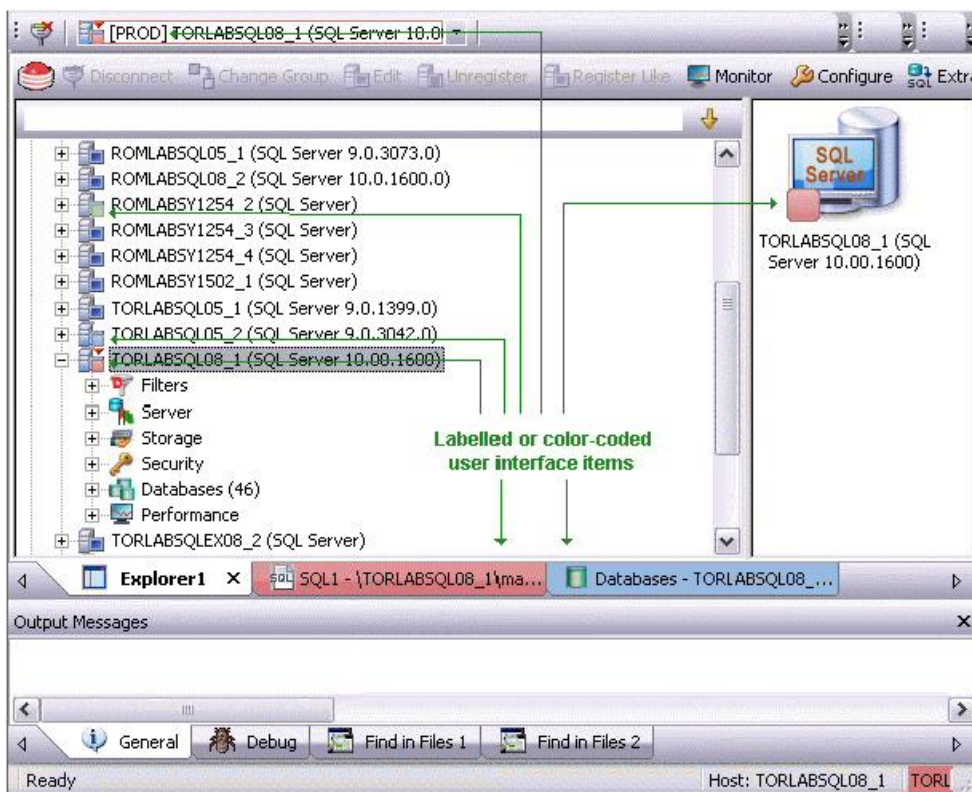 [PROD] TORLABSQL08_1 (SQL Server 10.0
Disconnect Change Group Edit Unregister Register Like Monitor Configure Extra
ROMLABSQL05_1 (SQL Server 9.0.3073.0)
ROMLABSQL08_2 (SQL Server 10.0.1600.0)
ROMLABSY1254_2 (SQL Server)
ROMLABSY1254_3 (SQL Server)
ROMLABSY1254_4 (SQL Server)
ROMLABSY1502_1 (SQL Server)
TORLABSQL05_1 (SQL Server 9.0.1399.0)
TORLABSQL05_2 (SQL Server 9.0.3042.0)
TORLABSQL08_1 (SQL Server 10.00.1600)
Filters
Server
Storage
Security
Databases (46)
Performance
TORLABSQLEX08_2 (SQL Server)
Labelled or color-coded
user interface items
SQL
Server
TORLABSQL08_1 (SQL
Server 10.00.1600)
Explorer1 X SQL1 - \TORLABSQL08_1\ma... Databases - TORLABSQL08_...
Output Messages
General Debug Find in Files 1 Find in Files 2
Ready Host: TORLABSQL08_1 TORL